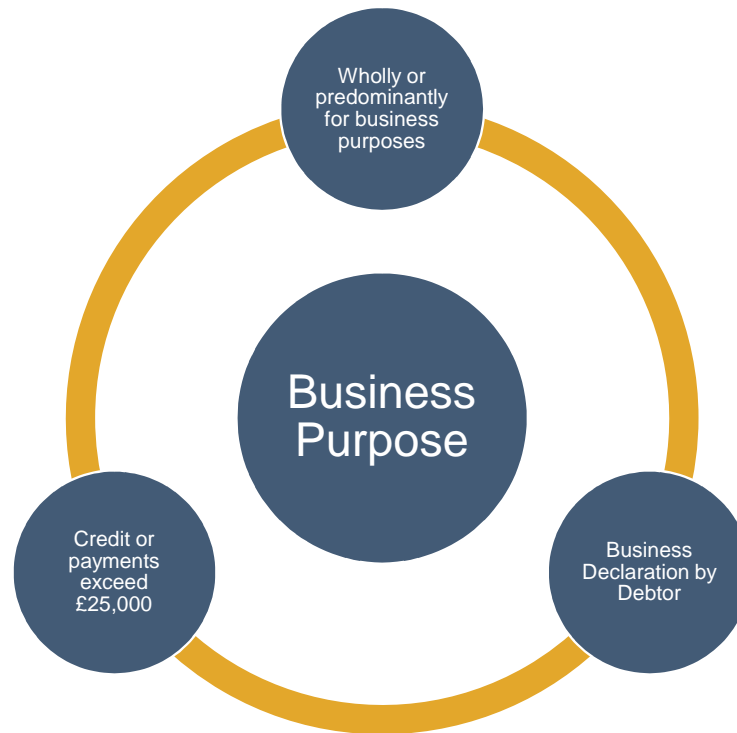 Wholly or
predominantly
for business
purposes
Business
Purpose
Credit or
payments
exceed
£25,000
Business
Declaration by
Debtor